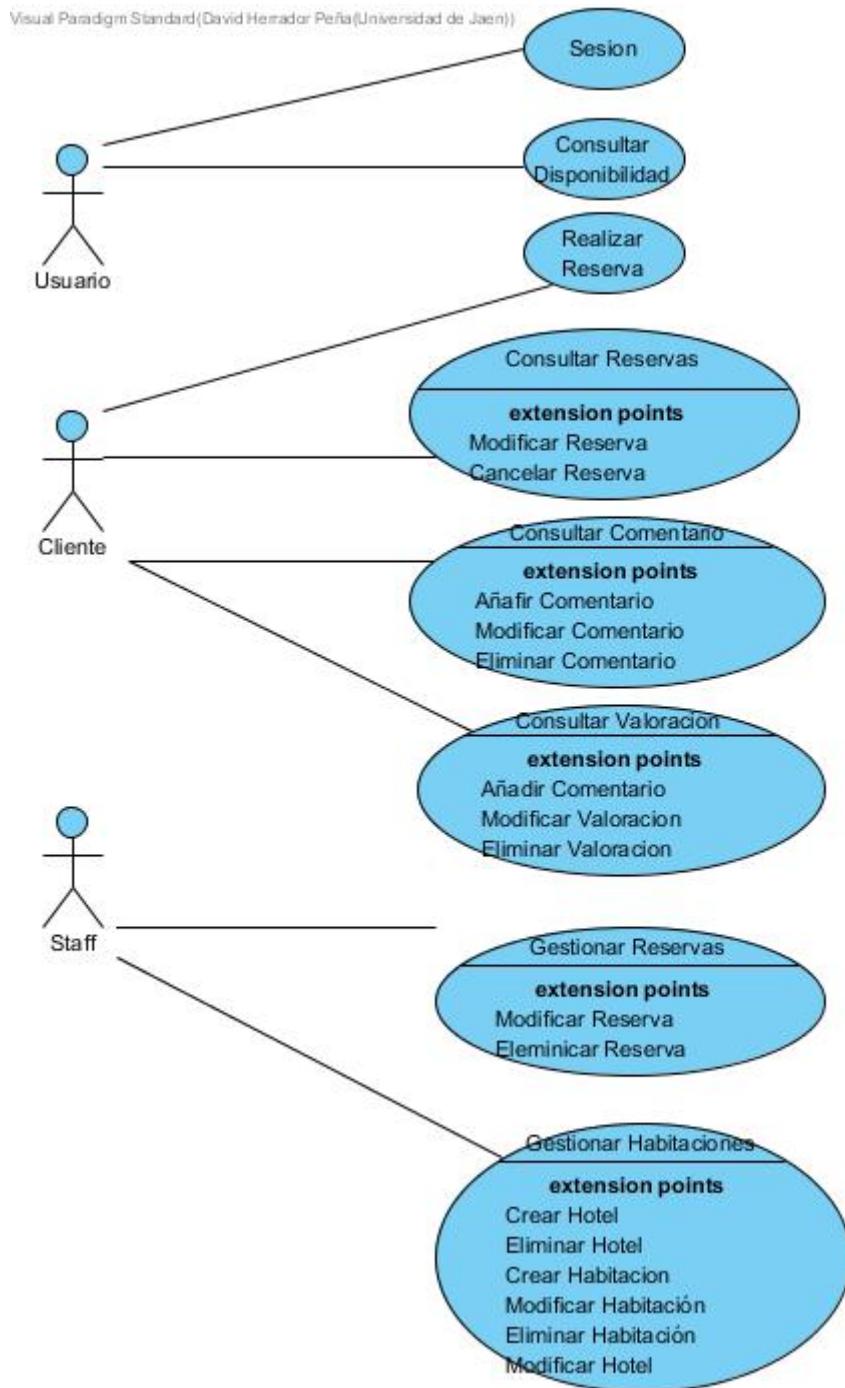 Visual Paradigm Standard(David Herrador Peña(Universidad de Jaen))
Sesion
Consultar
Disponibilidad
Usuario
Realizar
Reserva
Consultar Reservas
extension points
Modificar Reserva
Cancelar Reserva
Cliente
Consultar Comentario
extension points
Añafir Comentario
Modificar Comentario
Eliminar Comentario
Consultar Valoracion
extension points
Añadir Comentario
Modificar Valoracion
Eliminar Valoracion
Staff
Gestionar Reservas
extension points
Modificar Reserva
Eleminicar Reserva
Gestionar Habitaciones
extension points
Crear Hotel
Eliminar Hotel
Crear Habitacion
Modificar Habitación
Eliminar Habitación
Modificar Hotel